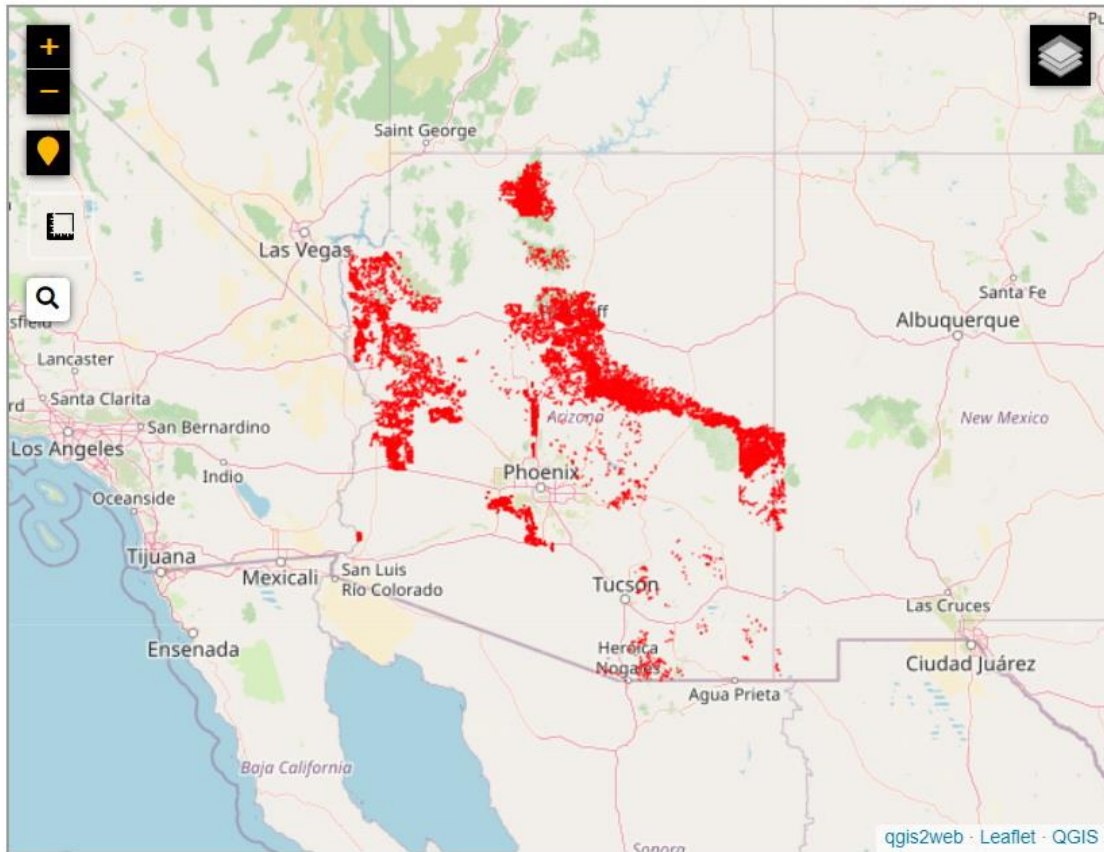 +
−
Saint George
Las Vegas
Santa Fe
Albuquerque
Lancaster
Santa Clarita
San Bernardino
Los Angeles
Indio
Arizona
New Mexico
Phoenix
Oceanside
Tijuana
Mexicali
San Luis
Río Colorado
Tucson
Las Cruces
Ensenada
Heroica
Nogales
Ciudad Juárez
Agua Prieta
Baja California
Sonora
qgis2web · Leaflet · QGIS